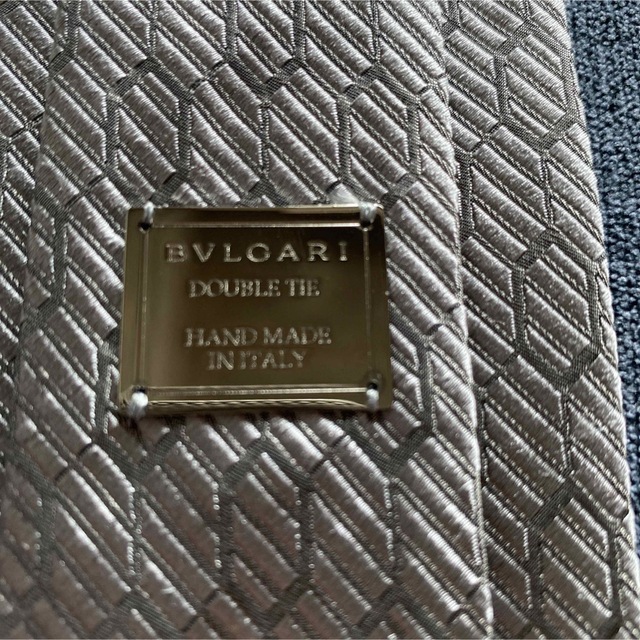 BVLGARI
DOUBLE TIE
HAND MADE
IN ITALY